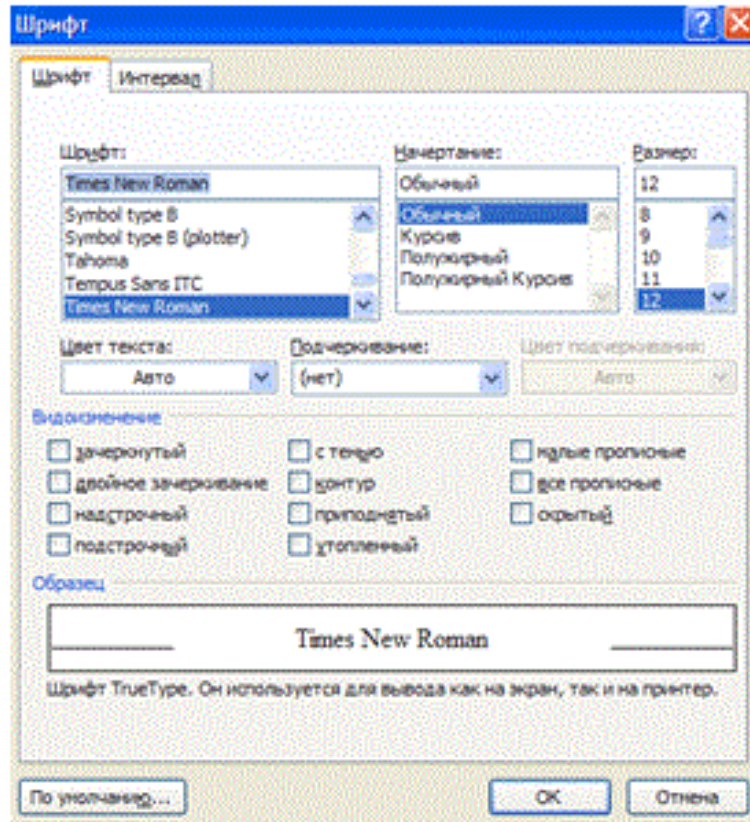 Шрифт
Шрифт Интервал
Шрифт: Начертание: Размер:
Times New Roman Обычный 12
Symbol type B Обычный 8
Symbol type B (plotter) Курсив 9
Tahoma Полужирный 10
Tempus Sans ITC Полужирный Курсив 11
Times New Roman 12
Цвет текста: Подчеркивание: Цвет подчеркивания:
Авто (нет) Авто
Видоизменение
зачеркнутый с тенью малые прописные
двойное зачеркивание контур все прописные
надстрочный приподнятый скрытый
подстрочный утопленный
Образец
Times New Roman
Шрифт TrueType. Он используется для вывода как на экран, так и на принтер.
По умолчанию... ОК Отмена